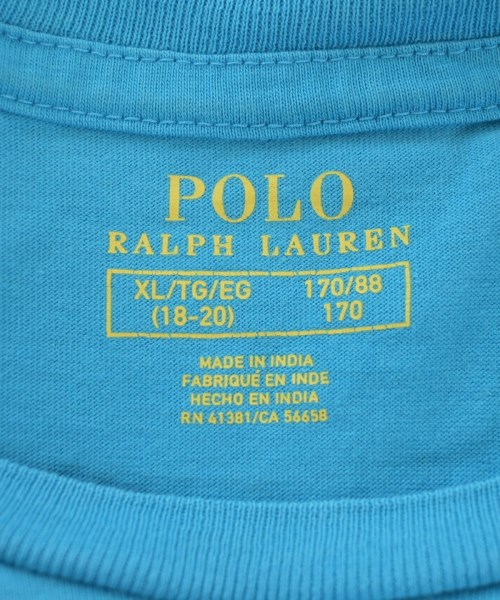 POLO
RALPH LAUREN
XL/TG/EG 170/88
(18-20) 170
MADE IN INDIA
FABRIQUÉ EN INDE
HECHO EN INDIA
RN 41381/CA 56658